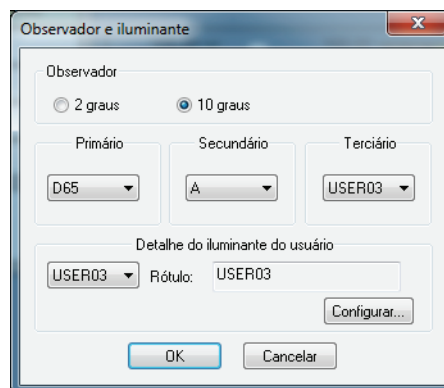 Observador e iluminante
Observador
2 graus 10 graus
Primário Secundário Terciário
D65 A USER03
Detalhe do iluminante do usuário
USER03 Rótulo: USER03
Configurar...
OK Cancelar